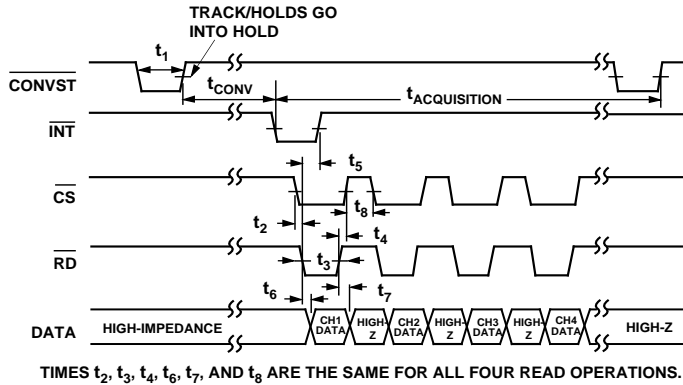 TRACK/HOLDS GO
INTO HOLD
t1
CONVST
tCONV
tACQUISITION
INT
t5
CS
t2
t8
t4
RD
t3
t6
t7
DATA
HIGH-IMPEDANCE
CH1 DATA
HIGH-Z
CH2 DATA
HIGH-Z
CH3 DATA
HIGH-Z
CH4 DATA
HIGH-Z
TIMES t2, t3, t4, t6, t7, AND t8 ARE THE SAME FOR ALL FOUR READ OPERATIONS.